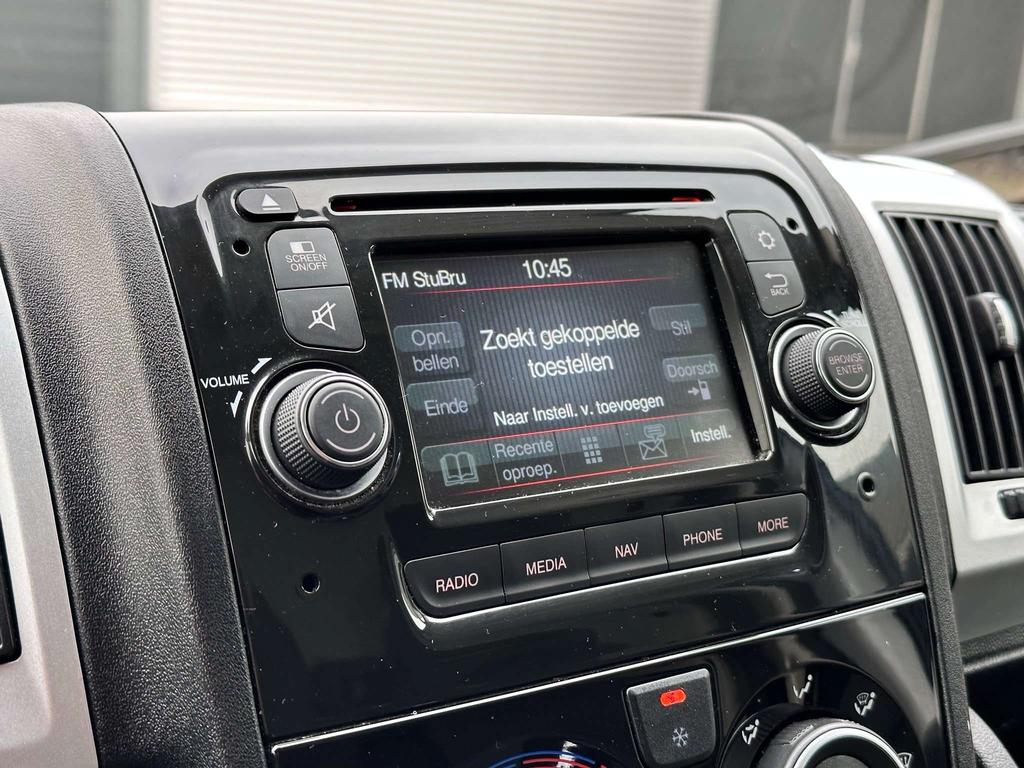 SCREEN
ON/OFF
BACK
VOLUME
SCROLL
BROWSE
ENTER
FM StuBru
10:45
Opn.
bellen
Zoekt gekoppelde
toestellen
Stil
Einde
Doorsch
Naar Instell. v. toevoegen
Recente
oproep.
Instell.
RADIO
MEDIA
NAV
PHONE
MORE